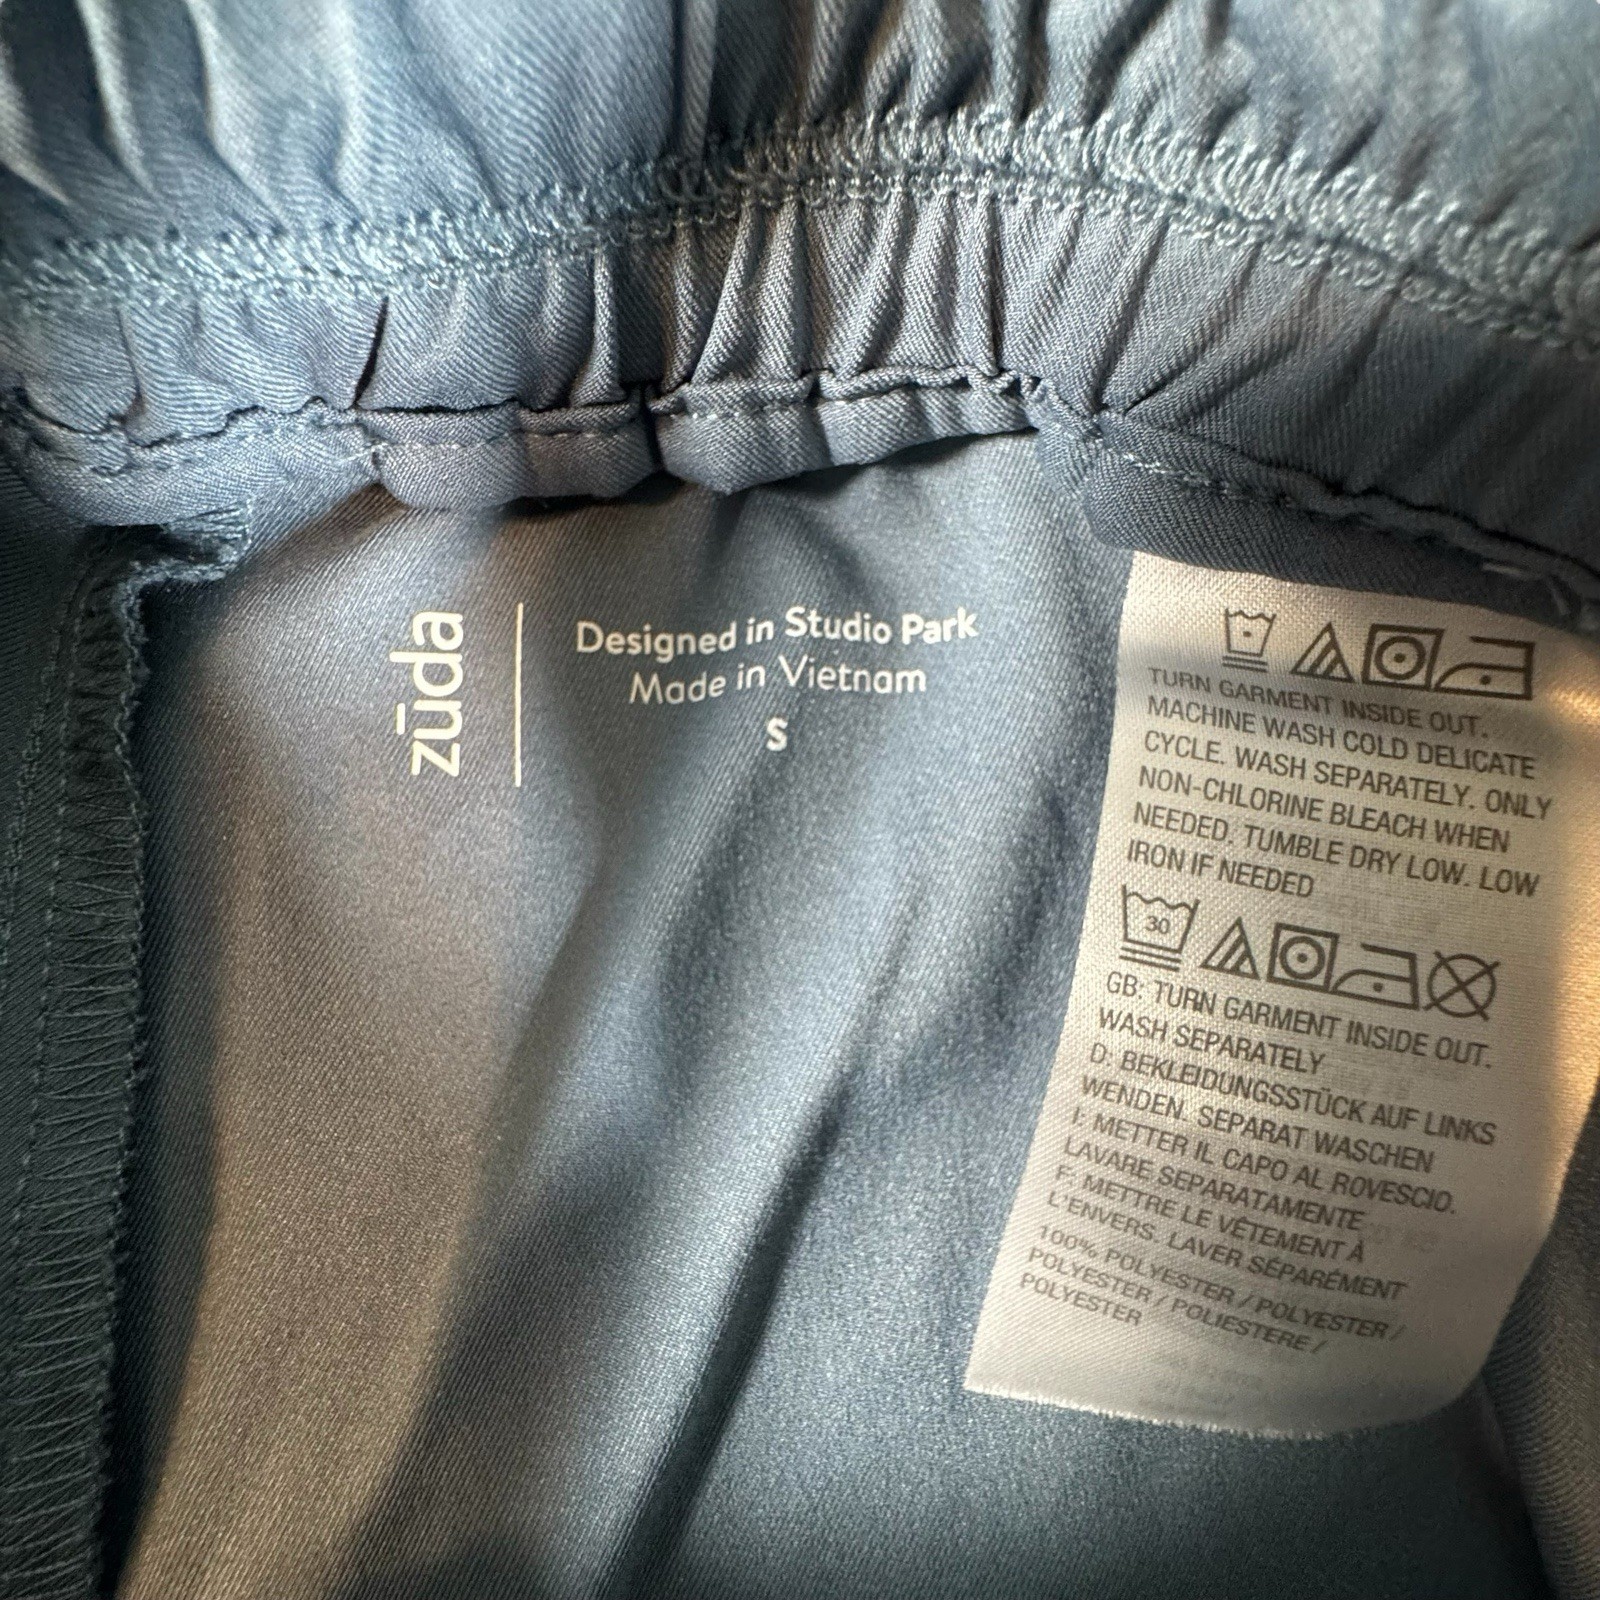 zūda
Designed in Studio Park
Made in Vietnam
S
TURN GARMENT INSIDE OUT.
MACHINE WASH COLD DELICATE
CYCLE. WASH SEPARATELY. ONLY
NON-CHLORINE BLEACH WHEN
NEEDED. TUMBLE DRY LOW. LOW
IRON IF NEEDED
30
GB: TURN GARMENT INSIDE OUT.
WASH SEPARATELY
D: BEKLEIDUNGSSTÜCK AUF LINKS
WENDEN. SEPARAT WASCHEN
I: METTER IL CAPO AL ROVESCIO.
LAVARE SEPARATAMENTE
F: METTRE LE VÊTEMENT À
L'ENVERS. LAVER SÉPARÉMENT
100% POLYESTER / POLYESTER /
POLYESTER / POLIESTERE /
POLYESTER